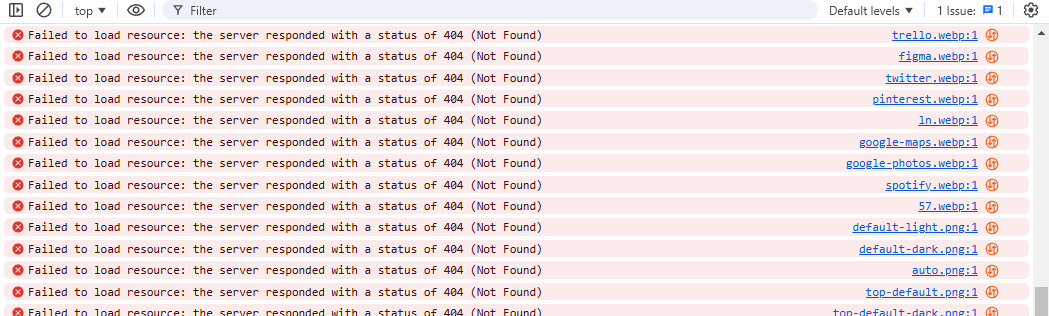 top Filter Default levels 1 Issue: 1
Failed to load resource: the server responded with a status of 404 (Not Found) trello.webp:1
Failed to load resource: the server responded with a status of 404 (Not Found) figma.webp:1
Failed to load resource: the server responded with a status of 404 (Not Found) twitter.webp:1
Failed to load resource: the server responded with a status of 404 (Not Found) pinterest.webp:1
Failed to load resource: the server responded with a status of 404 (Not Found) ln.webp:1
Failed to load resource: the server responded with a status of 404 (Not Found) google-maps.webp:1
Failed to load resource: the server responded with a status of 404 (Not Found) google-photos.webp:1
Failed to load resource: the server responded with a status of 404 (Not Found) spotify.webp:1
Failed to load resource: the server responded with a status of 404 (Not Found) 57.webp:1
Failed to load resource: the server responded with a status of 404 (Not Found) default-light.png:1
Failed to load resource: the server responded with a status of 404 (Not Found) default-dark.png:1
Failed to load resource: the server responded with a status of 404 (Not Found) auto.png:1
Failed to load resource: the server responded with a status of 404 (Not Found) top-default.png:1
Failed to load resource: the server responded with a status of 404 (Not Found) top-default-dark.png:1